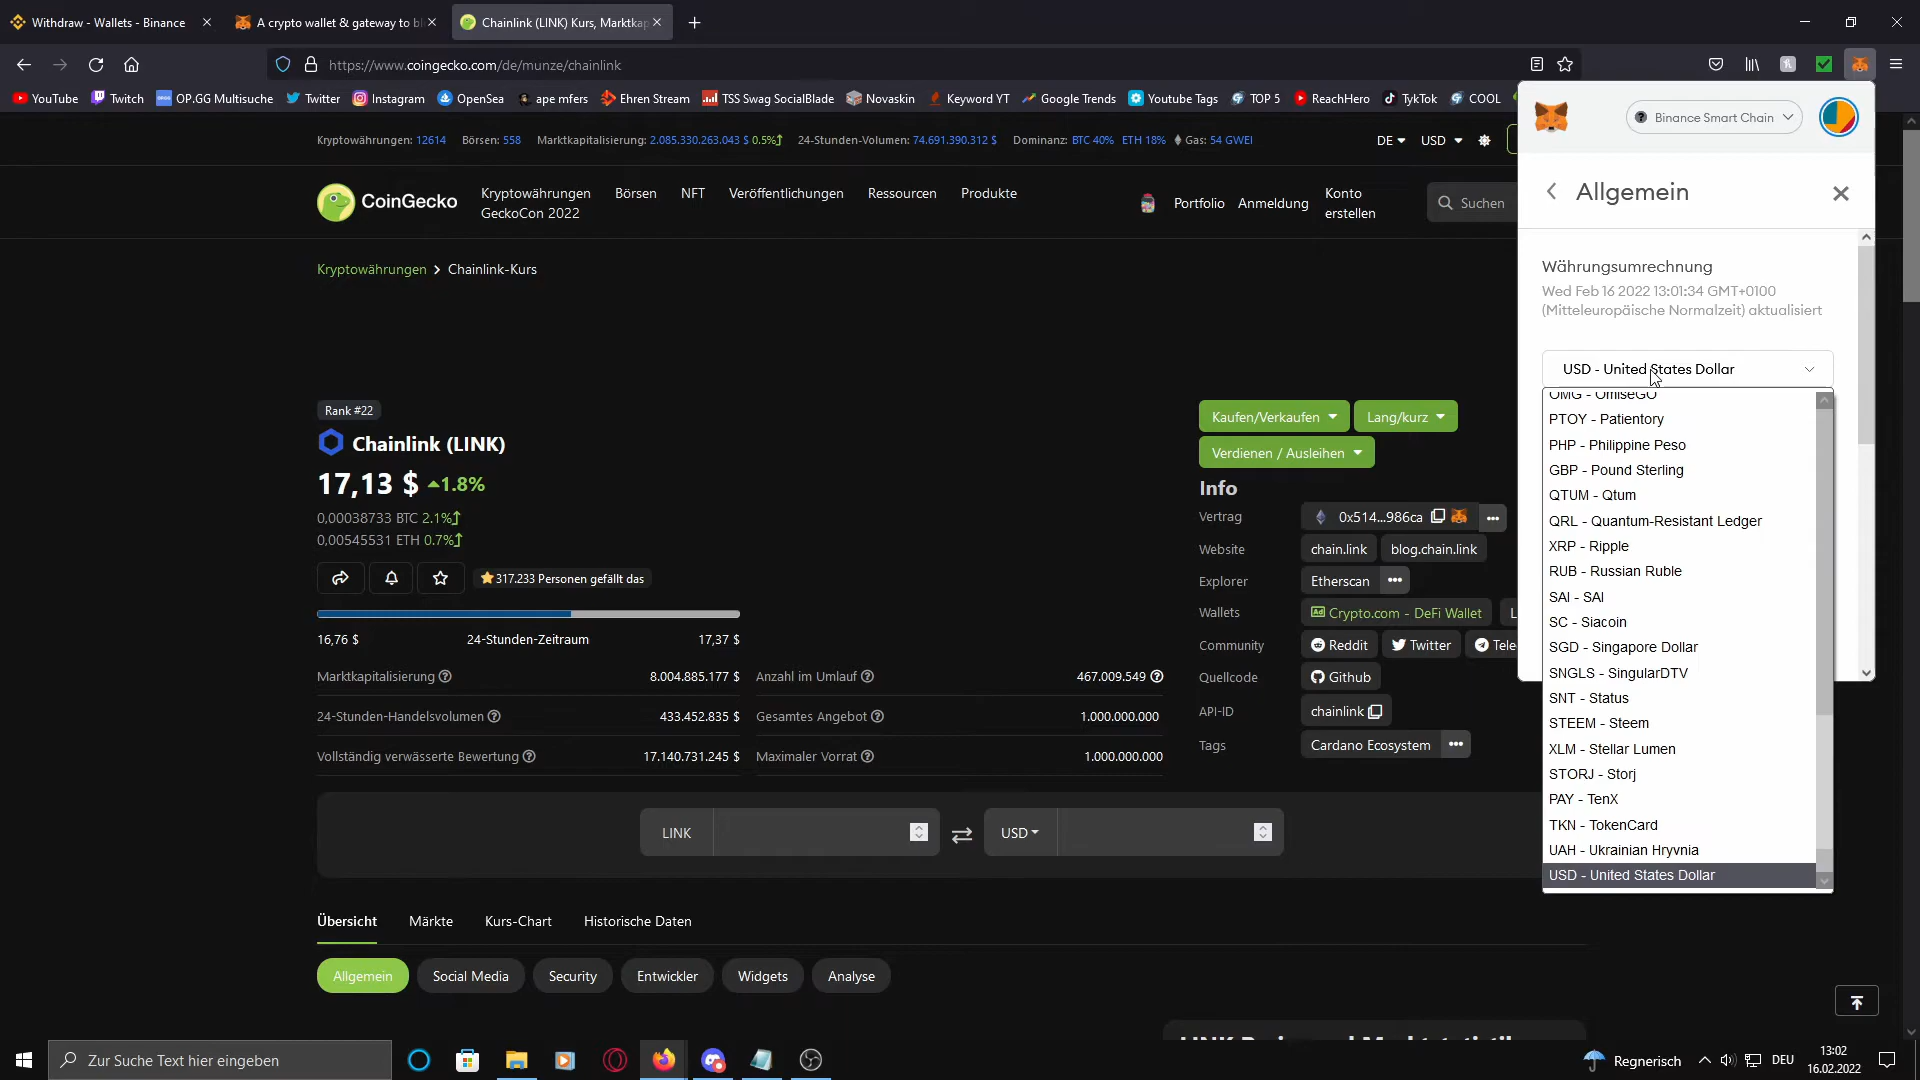 Withdraw - Wallets - Binance
A crypto wallet & gateway to bl
Chainlink (LINK) Kurs, Marktkap
https://www.coingecko.com/de/munze/chainlink
YouTube
Twitch
OP.GG Multisuche
Twitter
Instagram
OpenSea
ape mfers
Ehren Stream
TSS Swag SocialBlade
Novaskin
Keyword YT
Google Trends
Youtube Tags
TOP 5
ReachHero
TykTok
COOL
Kryptowährungen: 12614
Börsen: 558
Marktkapitalisierung: 2.085.330.263.043 $ 0.5%
24-Stunden-Volumen: 74.691.390.312 $
Dominanz: BTC 40% ETH 18%
Gas: 54 GWEI
DE
USD
CoinGecko
Kryptowährungen
Börsen
NFT
Veröffentlichungen
Ressourcen
Produkte
GeckoCon 2022
Portfolio
Anmeldung
Konto
erstellen
Suchen
Kryptowährungen
Chainlink-Kurs
Rank #22
Chainlink (LINK)
17,13 $ 1.8%
0,00038733 BTC 2.1%
0,00545531 ETH 0.7%
317.233 Personen gefällt das
16,76 $
24-Stunden-Zeitraum
17,37 $
Marktkapitalisierung
8.004.885.177 $
24-Stunden-Handelsvolumen
433.452.835 $
Vollständig verwässerte Bewertung
17.140.731.245 $
Anzahl im Umlauf
467.009.549
Gesamtes Angebot
1.000.000.000
Maximaler Vorrat
1.000.000.000
Kaufen/Verkaufen
Lang/kurz
Verdienen / Ausleihen
Info
Vertrag
0x514...986ca
Website
chain.link
blog.chain.link
Explorer
Etherscan
Wallets
Ad
Crypto.com - DeFi Wallet
L
Community
Reddit
Twitter
Tele
Quellcode
Github
API-ID
chainlink
Tags
Cardano Ecosystem
LINK
USD
Übersicht
Märkte
Kurs-Chart
Historische Daten
Allgemein
Social Media
Security
Entwickler
Widgets
Analyse
Binance Smart Chain
Allgemein
Währungsumrechnung
Wed Feb 16 2022 13:01:34 GMT+0100
(Mitteleuropäische Normalzeit) aktualisiert
USD - United States Dollar
OMG - OmiseGO
PTOY - Patientory
PHP - Philippine Peso
GBP - Pound Sterling
QTUM - Qtum
QRL - Quantum-Resistant Ledger
XRP - Ripple
RUB - Russian Ruble
SAI - SAI
SC - Siacoin
SGD - Singapore Dollar
SNGLS - SingularDTV
SNT - Status
STEEM - Steem
XLM - Stellar Lumen
STORJ - Storj
PAY - TenX
TKN - TokenCard
UAH - Ukrainian Hryvnia
USD - United States Dollar
Zur Suche Text hier eingeben
Regnerisch
DEU
13:02
16.02.2022